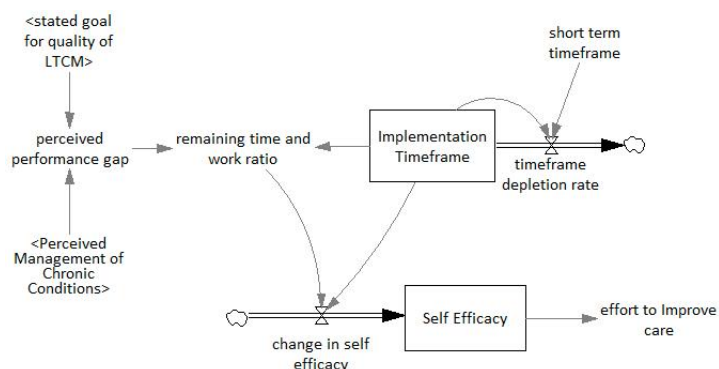 <stated goal
for quality of
LTCM>
short term
timeframe
perceived
performance gap
remaining time and
work ratio
Implementation
Timeframe
timeframe
depletion rate
<Perceived
Management of
Chronic
Conditions>
change in self
efficacy
Self Efficacy
effort to Improve
care